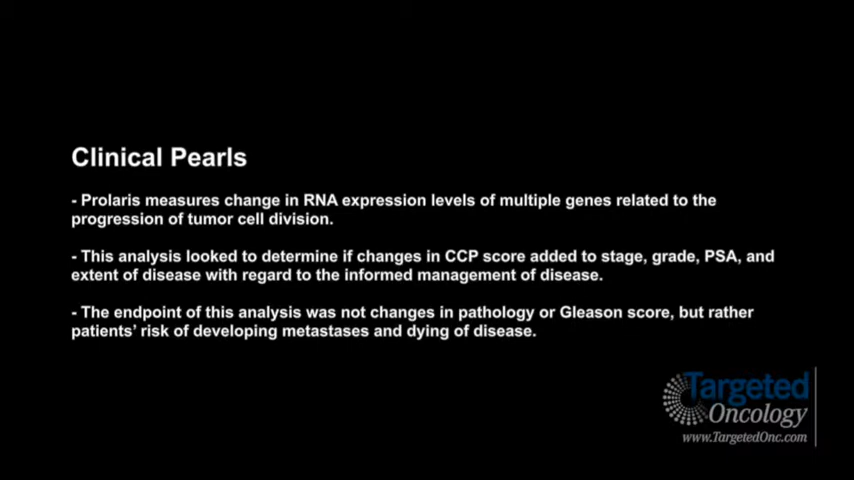 Clinical Pearls
- Prolaris measures change in RNA expression levels of multiple genes related to the
progression of tumor cell division.
- This analysis looked to determine if changes in CCP score added to stage, grade, PSA, and
extent of disease with regard to the informed management of disease.
- The endpoint of this analysis was not changes in pathology or Gleason score, but rather
patients' risk of developing metastases and dying of disease.
Targeted
Oncology
www.TargetedOnc.com